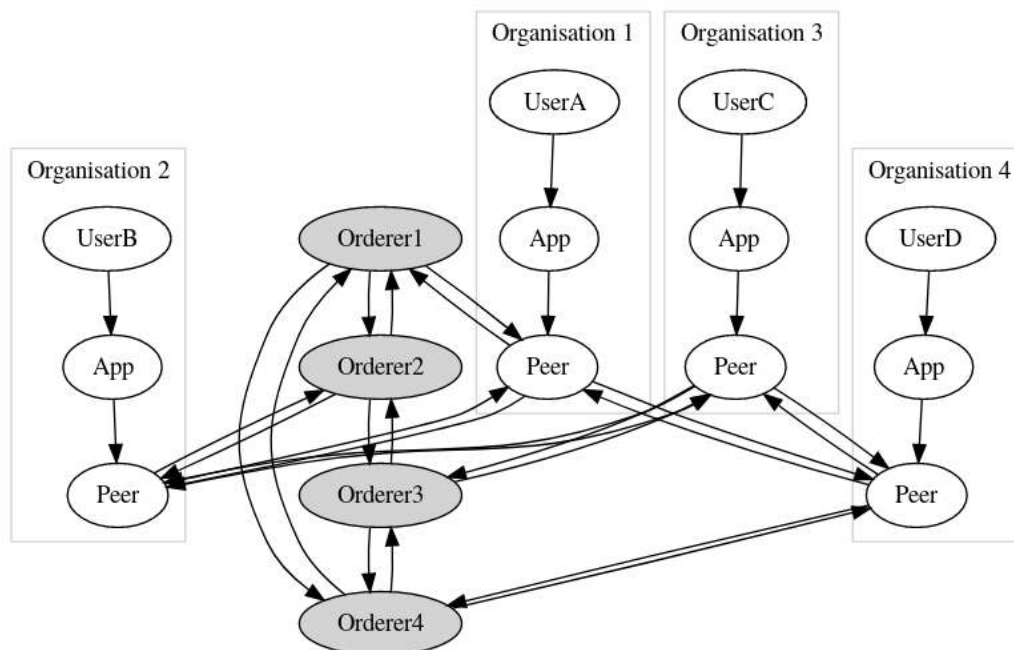 Organisation 1
Organisation 3
UserA
UserC
Organisation 2
Organisation 4
UserB
Orderer1
App
App
UserD
App
Orderer2
Peer
Peer
App
Peer
Orderer3
Peer
Orderer4